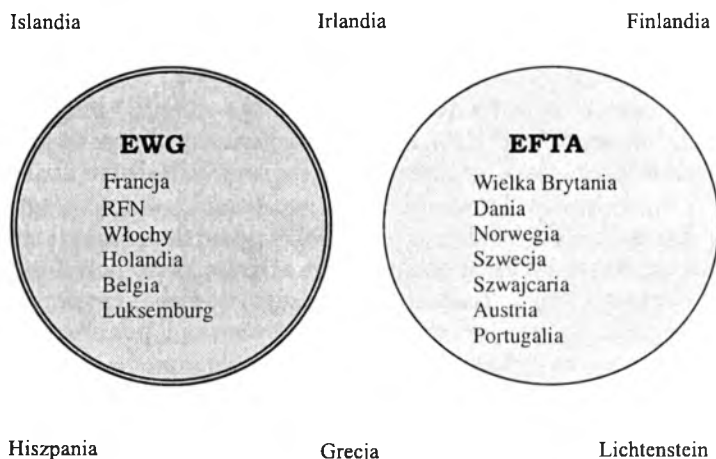 Islandia Irlandia Finlandia
EWG
Francja
RFN
Włochy
Holandia
Belgia
Luksemburg
EFTA
Wielka Brytania
Dania
Norwegia
Szwecja
Szwajcaria
Austria
Portugalia
Hiszpania Grecia Lichtenstein